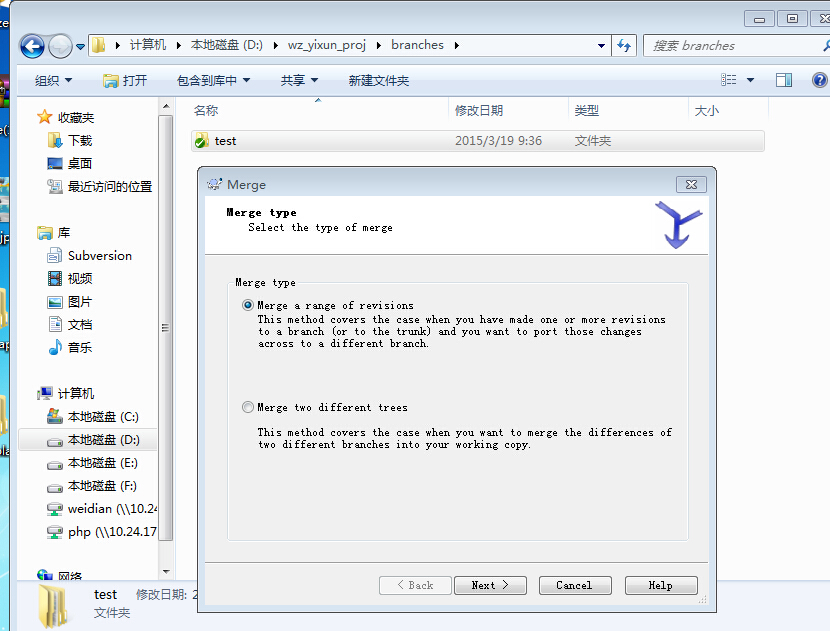 计算机 本地磁盘 (D:) wz_yixun_proj branches
搜索 branches
组织 打开 包含到库中 共享 新建文件夹
名称 修改日期 类型 大小
test 2015/3/19 9:36 文件夹
收藏夹
下载
桌面
最近访问的位置
库
Subversion
视频
图片
文档
音乐
计算机
本地磁盘 (C:)
本地磁盘 (D:)
本地磁盘 (E:)
本地磁盘 (F:)
weidian (\\10.24
php (\\10.24.17
网络
Merge
Merge type
Select the type of merge
Merge type
Merge a range of revisions
This method covers the case when you have made one or more revisions
to a branch (or to the trunk) and you want to port those changes
across to a different branch.
Merge two different trees
This method covers the case when you want to merge the differences of
two different branches into your working copy.
< Back Next > Cancel Help
test 修改日期: 2
文件夹